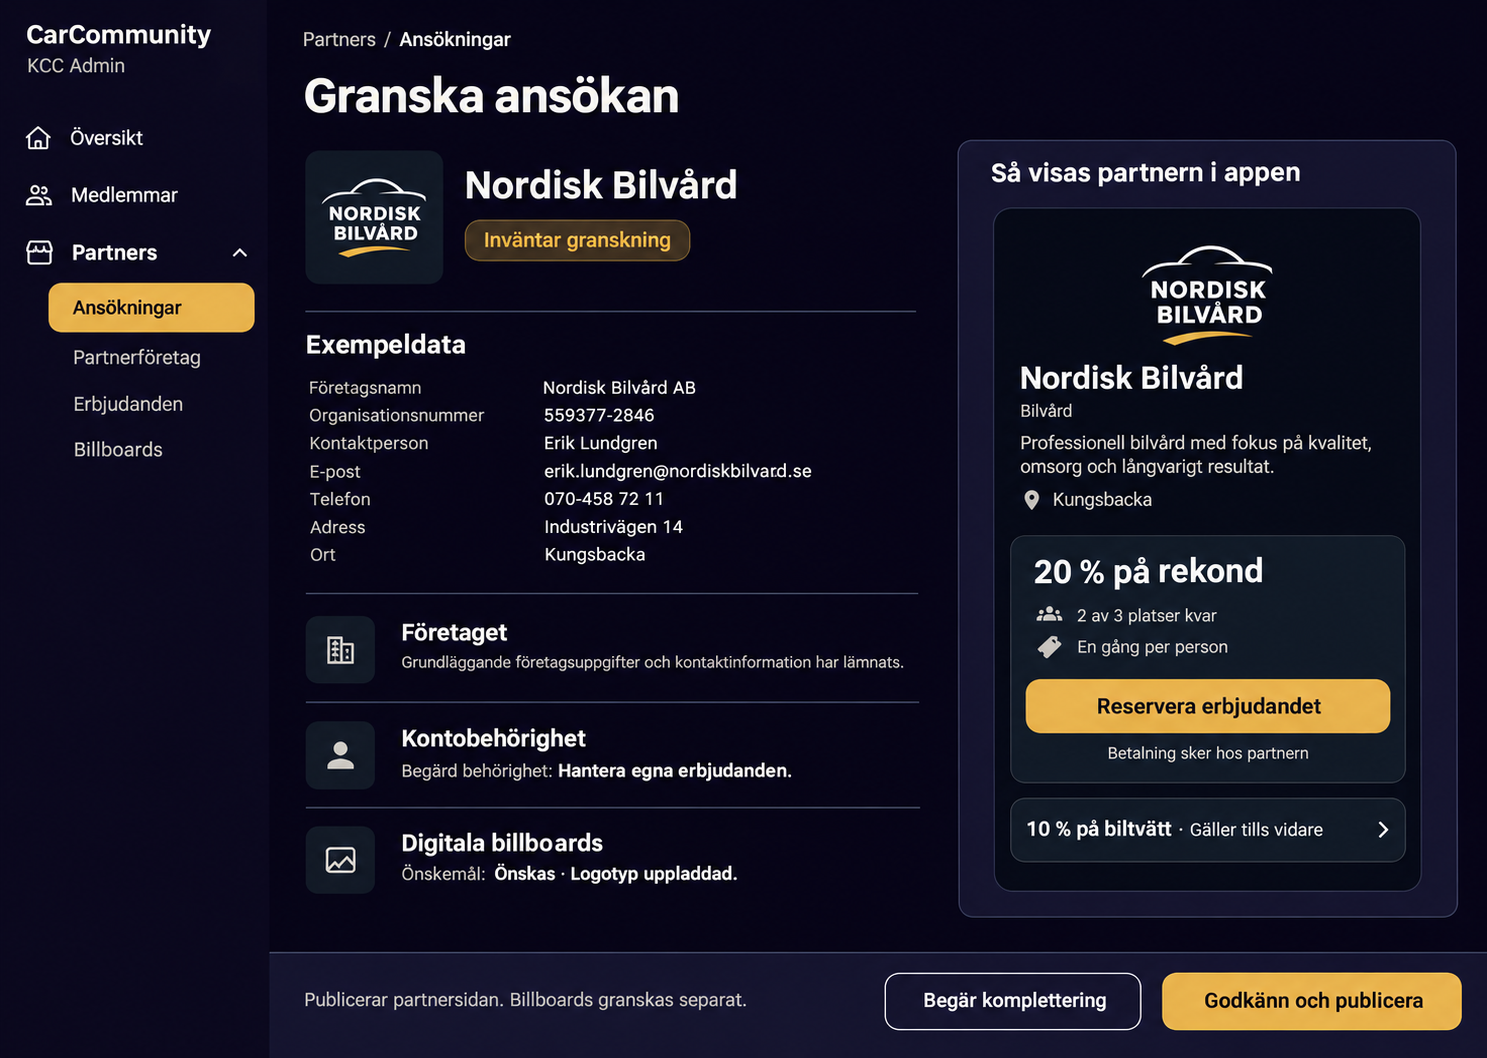 CarCommunity
KCC Admin
Översikt
Medlemmar
Partners
Ansökningar
Partnerföretag
Erbjudanden
Billboards
Partners / Ansökningar
Granska ansökan
NORDISK
BILVÅRD
Nordisk Bilvård
Inväntar granskning
Exempeldata
Företagsnamn Nordisk Bilvård AB
Organisationsnummer 559377-2846
Kontaktperson Erik Lundgren
E-post erik.lundgren@nordiskbilvard.se
Telefon 070-458 72 11
Adress Industrivägen 14
Ort Kungsbacka
Företaget
Grundläggande företagsuppgifter och kontaktinformation har lämnats.
Kontobehörighet
Begärd behörighet: Hantera egna erbjudanden.
Digitala billboards
Önskemål: Önskas · Logotyp uppladdad.
Så visas partnern i appen
NORDISK
BILVÅRD
Nordisk Bilvård
Bilvård
Professionell bilvård med fokus på kvalitet,
omsorg och långvarigt resultat.
Kungsbacka
20 % på rekond
2 av 3 platser kvar
En gång per person
Reservera erbjudandet
Betalning sker hos partnern
10 % på biltvätt · Gäller tills vidare
Publicerar partnersidan. Billboards granskas separat.
Begär komplettering
Godkänn och publicera